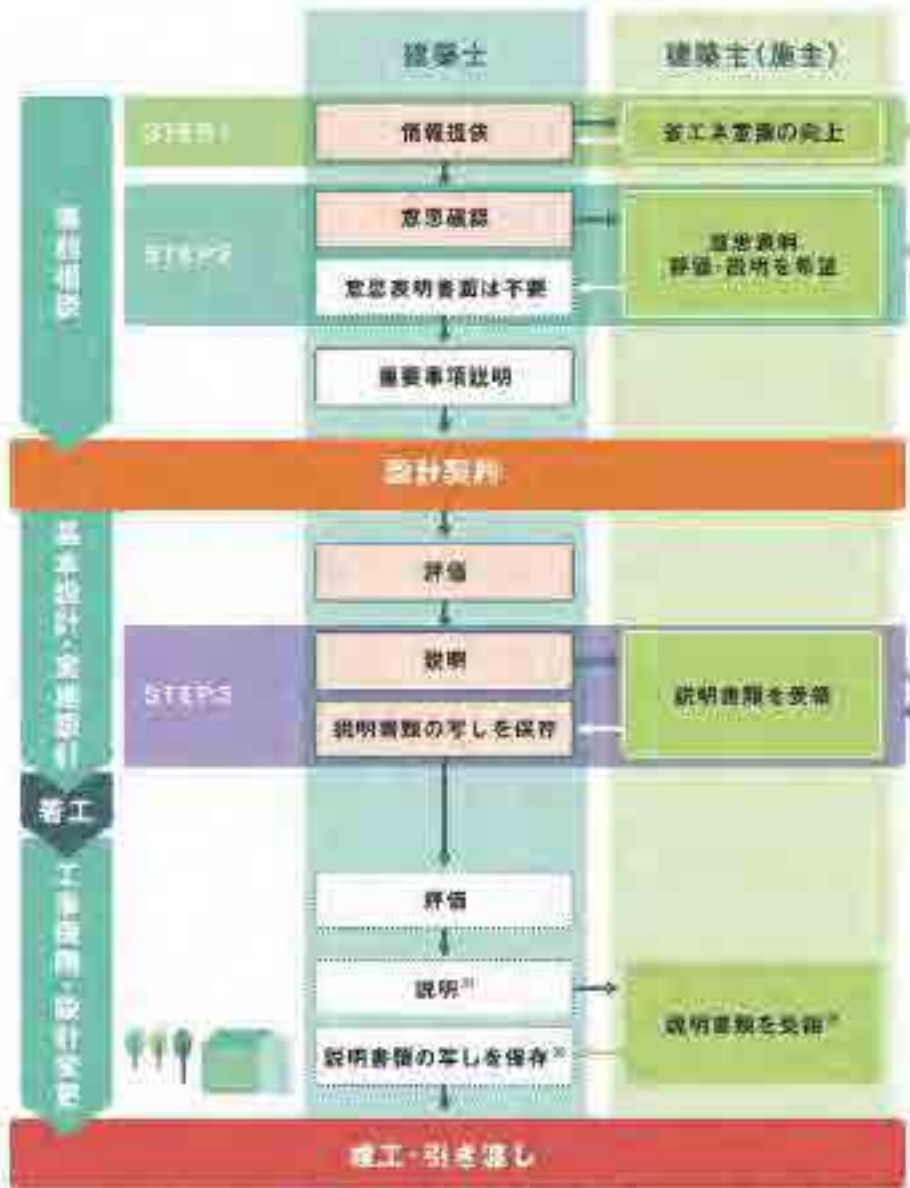 建築士
建築主(施主)
STEP1
情報提供
省エネ意識の向上
事前相談
STEP2
意思確認
意思表明
評価・説明を希望
意思表明書面は不要
重要事項説明
設計契約
評価
STEP3
説明
説明書類を受領
説明書類の写しを保存
着工
評価
説明
説明書類を受領
説明書類の写しを保存
竣工・引き渡し